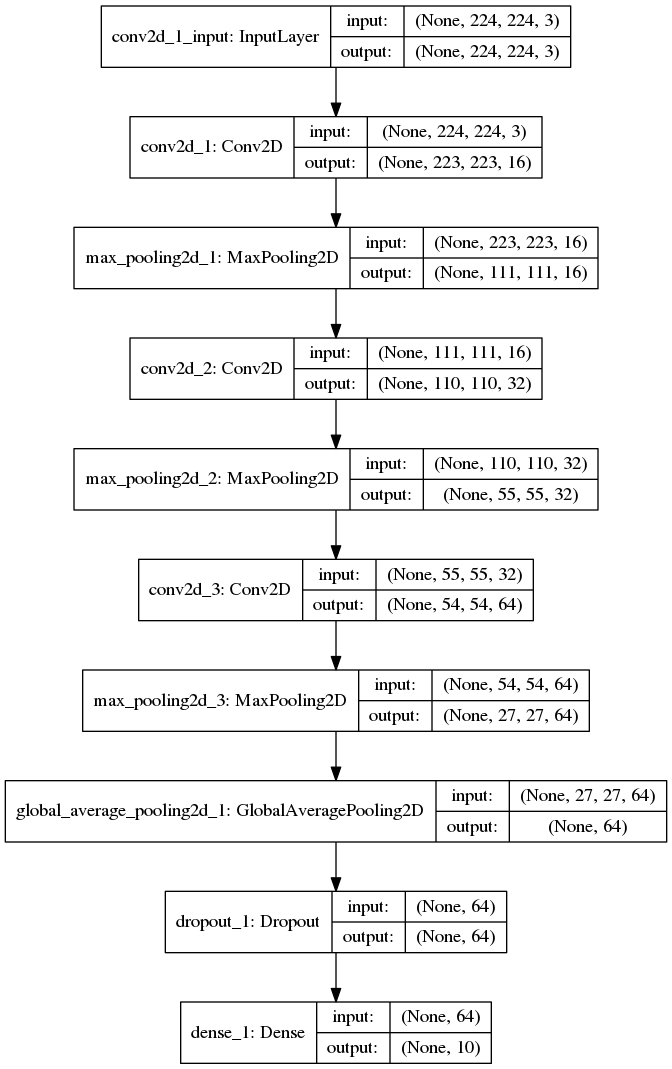 conv2d_1_input: InputLayer
input: (None, 224, 224, 3)
output: (None, 224, 224, 3)
conv2d_1: Conv2D
input: (None, 224, 224, 3)
output: (None, 223, 223, 16)
max_pooling2d_1: MaxPooling2D
input: (None, 223, 223, 16)
output: (None, 111, 111, 16)
conv2d_2: Conv2D
input: (None, 111, 111, 16)
output: (None, 110, 110, 32)
max_pooling2d_2: MaxPooling2D
input: (None, 110, 110, 32)
output: (None, 55, 55, 32)
conv2d_3: Conv2D
input: (None, 55, 55, 32)
output: (None, 54, 54, 64)
max_pooling2d_3: MaxPooling2D
input: (None, 54, 54, 64)
output: (None, 27, 27, 64)
global_average_pooling2d_1: GlobalAveragePooling2D
input: (None, 27, 27, 64)
output: (None, 64)
dropout_1: Dropout
input: (None, 64)
output: (None, 64)
dense_1: Dense
input: (None, 64)
output: (None, 10)